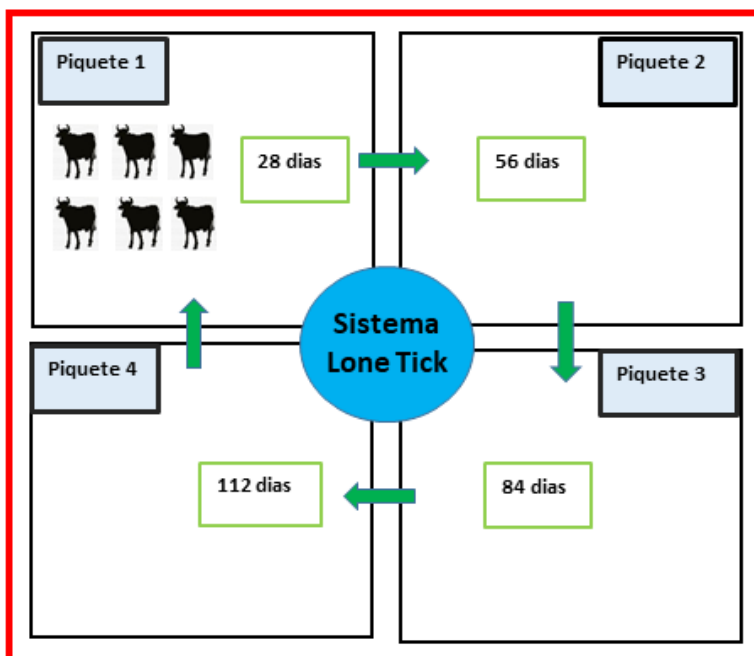 Piquete 1
Piquete 2
28 dias
56 dias
Sistema
Lone Tick
Piquete 4
Piquete 3
112 dias
84 dias